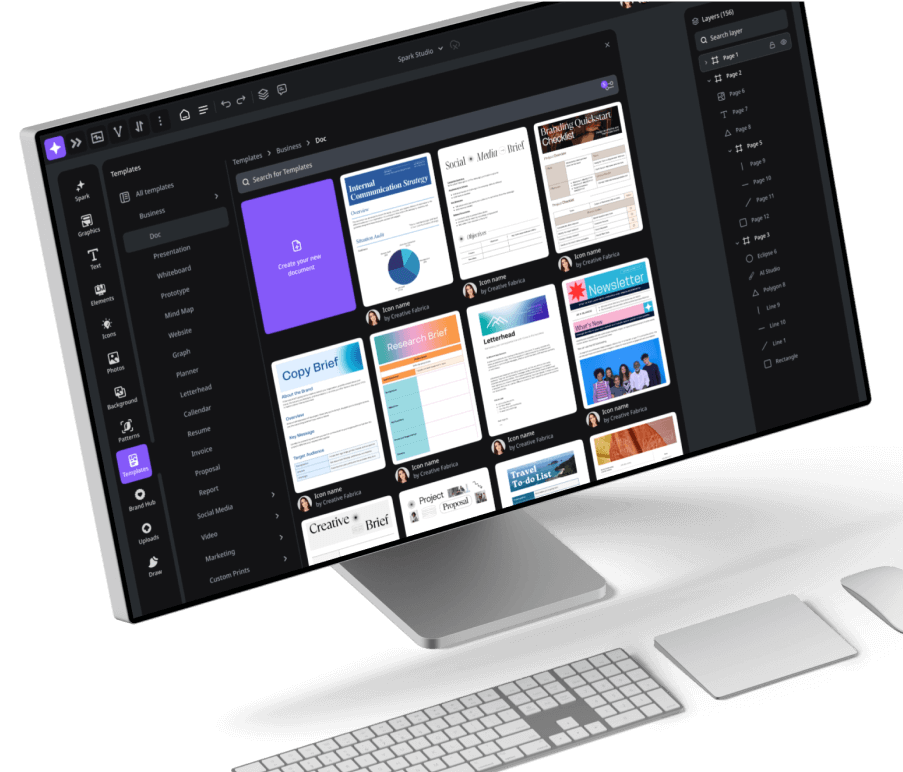 Spark Studio
Layers (156)
Search layer
Page 1
Page 2
Page 6
Page 7
Page 8
Page 5
Page 9
Page 10
Page 11
Page 12
Page 3
Eclipse 6
AI Studio
Polygon 8
Line 9
Line 10
Line 1
Rectangle
Spark
Graphics
Text
Elements
Icons
Photos
Background
Patterns
Templates
Brand Hub
Uploads
Draw
Templates
All templates
Business
Doc
Presentation
Whiteboard
Prototype
Mind Map
Website
Graph
Planner
Letterhead
Callendar
Resume
Invoice
Proposal
Report
Social Media
Video
Marketing
Custom Prints
Templates > Business > Doc
Search for Templates
Create your new
document
Internal
Communication Strategy
Overview
Situation Audit
Icon name
by Creative Fabrica
Social Media Brief
Objectives
Icon name
by Creative Fabrica
Branding Quickstart
Checklist
Icon name
by Creative Fabrica
Copy Brief
About the Brand
Overview
Key Message
Target Audience
Icon name
by Creative Fabrica
Research Brief
Icon name
by Creative Fabrica
Letterhead
Icon name
by Creative Fabrica
Newsletter
What's Now
Icon name
by Creative Fabrica
Creative Brief
Project
Proposal
Travel
To-do List